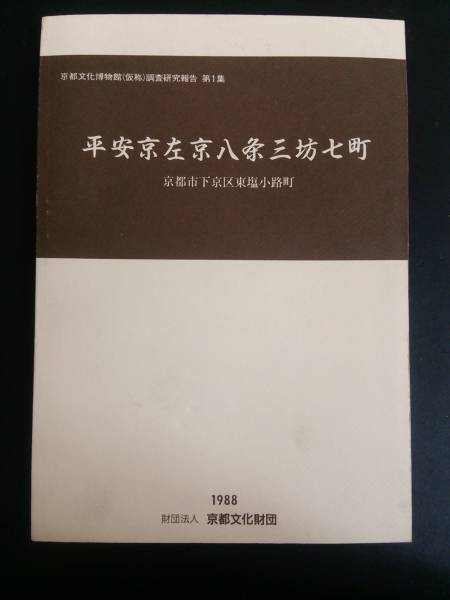 京都文化博物館(仮称)調査研究報告 第1集
平安京左京八条三坊七町
京都市下京区東塩小路町
1988
財団法人 京都文化財団